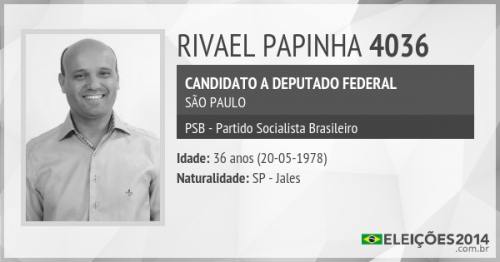 RIVAEL PAPINHA 4036
CANDIDATO A DEPUTADO FEDERAL
SÃO PAULO
PSB - Partido Socialista Brasileiro
Idade: 36 anos (20-05-1978)
Naturalidade: SP - Jales
ELEIÇÕES2014
.com.br